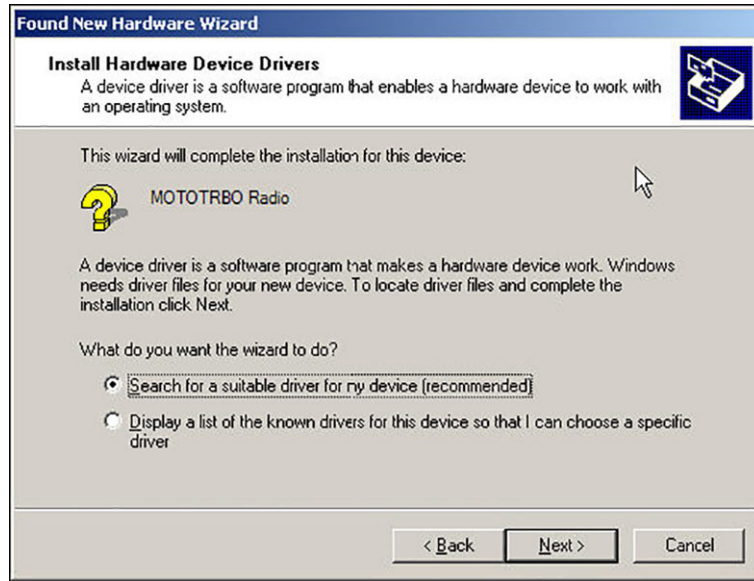 Found New Hardware Wizard
Install Hardware Device Drivers
A device driver is a software program that enables a hardware device to work with
an operating system.
This wizard will complete the installation for this device:
MOTOTRBO Radio
A device driver is a software program that makes a hardware device work. Windows
needs driver files for your new device. To locate driver files and complete the
installation click Next.
What do you want the wizard to do?
Search for a suitable driver for my device (recommended)
Display a list of the known drivers for this device so that I can choose a specific
driver
< Back
Next >
Cancel